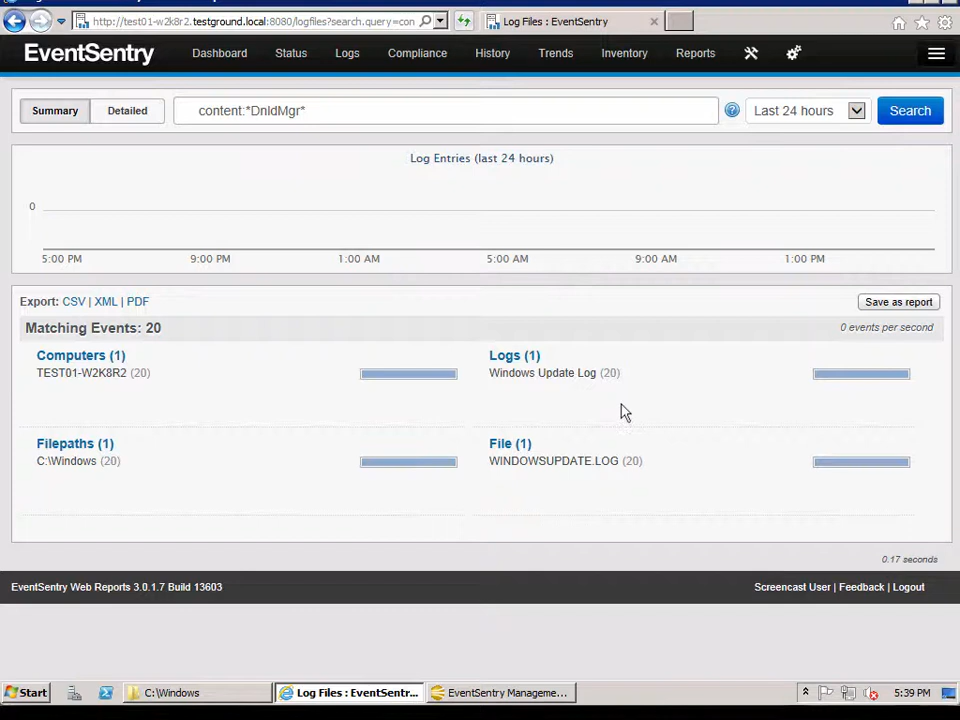 http://test01-w2k8r2.testground.local:8080/logfiles?search.query=con
Log Files : EventSentry
EventSentry
Dashboard Status Logs Compliance History Trends Inventory Reports
Summary Detailed content:*DnldMgr* Last 24 hours Search
Log Entries (last 24 hours)
0
5:00 PM 9:00 PM 1:00 AM 5:00 AM 9:00 AM 1:00 PM
Export: CSV | XML | PDF Save as report
Matching Events: 20 0 events per second
Computers (1) Logs (1)
TEST01-W2K8R2 (20) Windows Update Log (20)
Filepaths (1) File (1)
C:\Windows (20) WINDOWSUPDATE.LOG (20)
0.17 seconds
EventSentry Web Reports 3.0.1.7 Build 13603 Screencast User | Feedback | Logout
Start C:\Windows Log Files : EventSentr... EventSentry Manageme... 5:39 PM